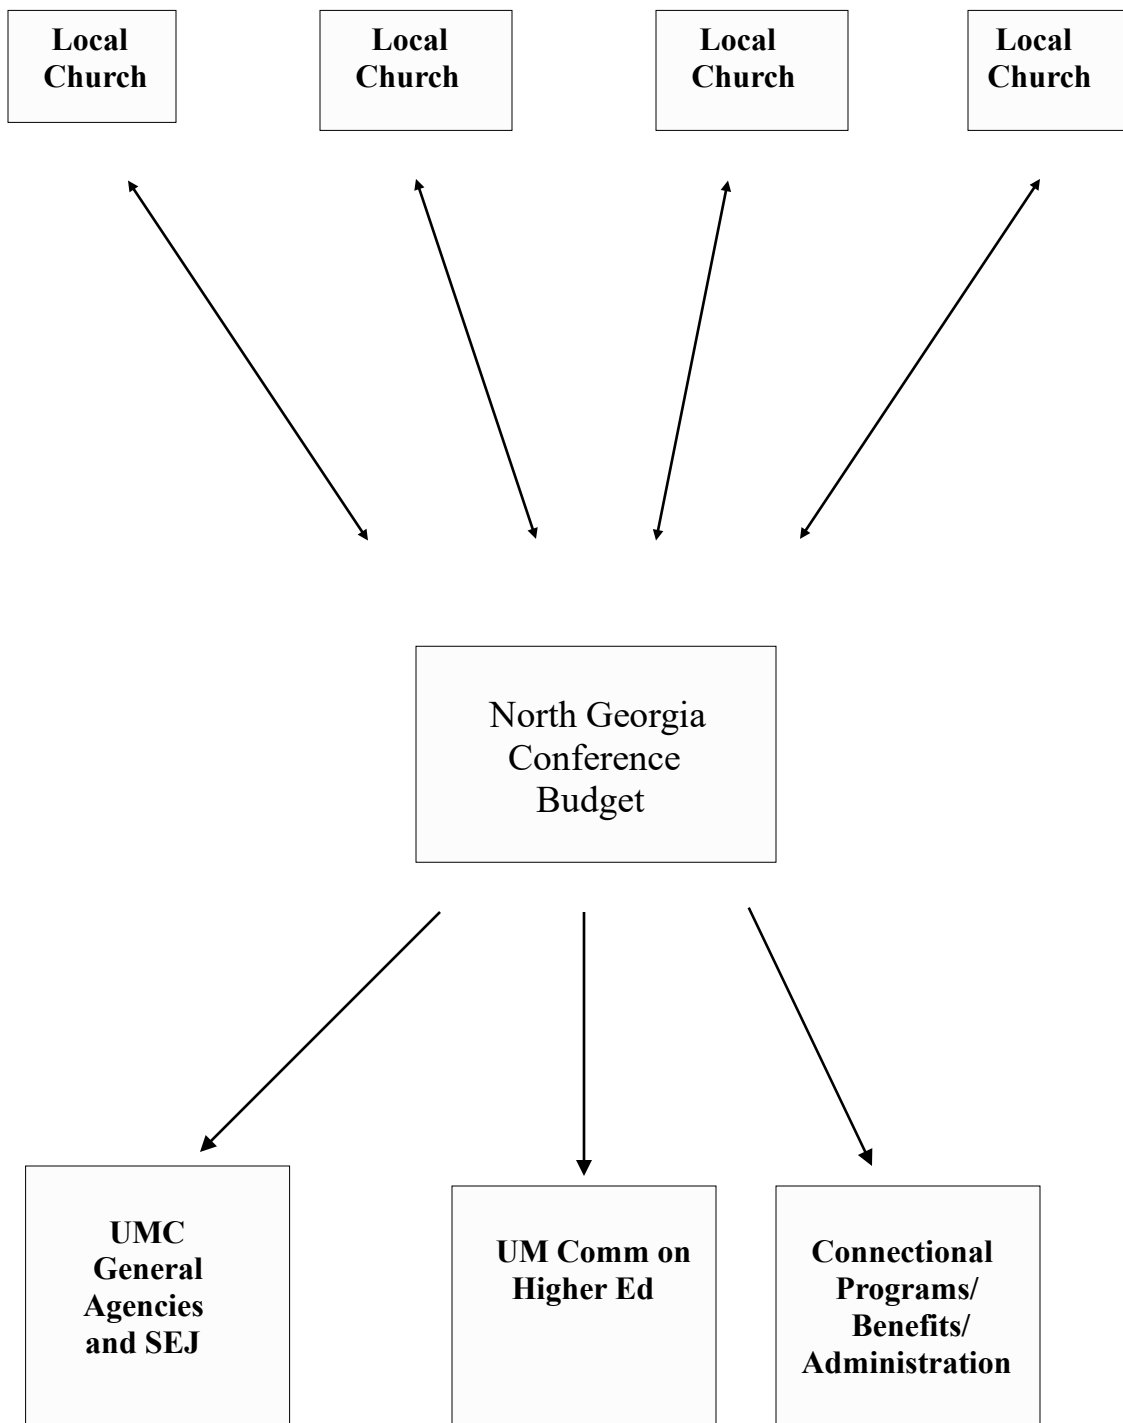 Local
Church
Local
Church
Local
Church
Local
Church
North Georgia
Conference
Budget
UMC
General
Agencies
and SEJ
UM Comm on
Higher Ed
Connectional
Programs/
Benefits/
Administration